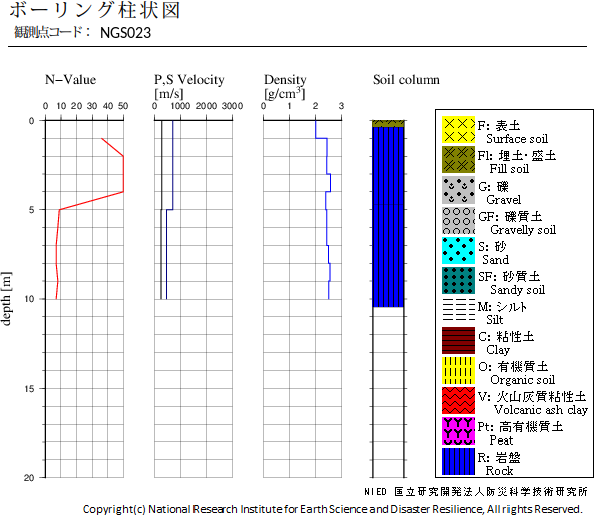 ボーリング柱状図
観測点コード： NGS023
N-Value P,S Velocity Density Soil column
[m/s] [g/cm3]
0 10 20 30 40 50 0 1000 2000 3000 0 1 2 3
0
5
10
15
20
depth [m]
F: 表土
Surface soil
Fl: 埋土・盛土
Fill soil
G: 礫
Gravel
GF: 礫質土
Gravelly soil
S: 砂
Sand
SF: 砂質土
Sandy soil
M: シルト
Silt
C: 粘性土
Clay
O: 有機質土
Organic soil
V: 火山灰質粘性土
Volcanic ash clay
Pt: 高有機質土
Peat
R: 岩盤
Rock
NIED 国立研究開発法人防災科学技術研究所
Copyright(c) National Research Institute for Earth Science and Disaster Resilience, All rights Reserved.